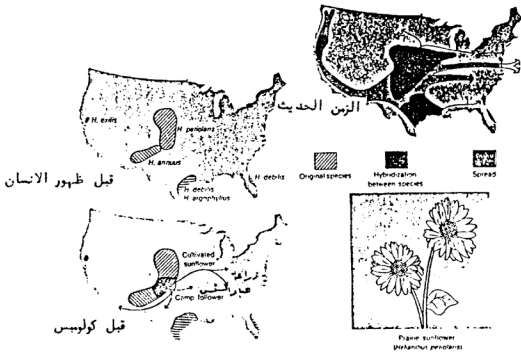 الزمن الحديث
H. exilis
H. petiolaris
H. annuus
H. debilis
H. debilis
H. argophyllus
قبل ظهور الانسان
Original species
Hybridization
between species
Spread
Cultivated
sunflower
زراعة
Camp follower
قبل كولومبس
Prairie sunflower
(Helianthus petiolaris)